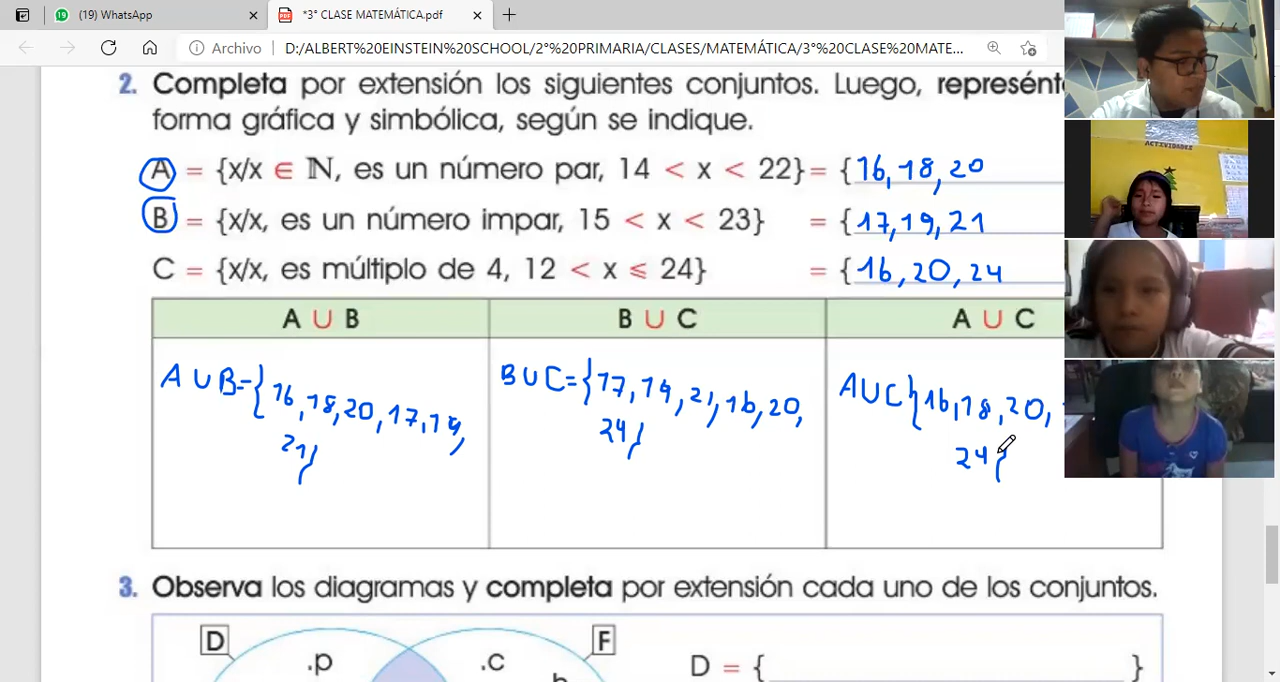 (19) WhatsApp
*3° CLASE MATEMÁTICA.pdf
Archivo D:/ALBERT%20EINSTEIN%20SCHOOL/2°%20PRIMARIA/CLASES/MATEMÁTICA/3°%20CLASE%20MATE...
2. Completa por extensión los siguientes conjuntos. Luego, represént
forma gráfica y simbólica, según se indique.
A = {x/x ∈ ℕ, es un número par, 14 < x < 22} = {16, 18, 20
B = {x/x, es un número impar, 15 < x < 23} = {17, 19, 21
C = {x/x, es múltiplo de 4, 12 < x ⩽ 24} = {16, 20, 24
A ∪ B B ∪ C A ∪ C
A ∪ B = {16, 18, 20, 17, 19,
21}
B ∪ C = {17, 19, 21, 16, 20,
24}
A ∪ C {16, 18, 20,
24}
3. Observa los diagramas y completa por extensión cada uno de los conjuntos.
D F
.p .c
D = { }
ACTIVIDADES